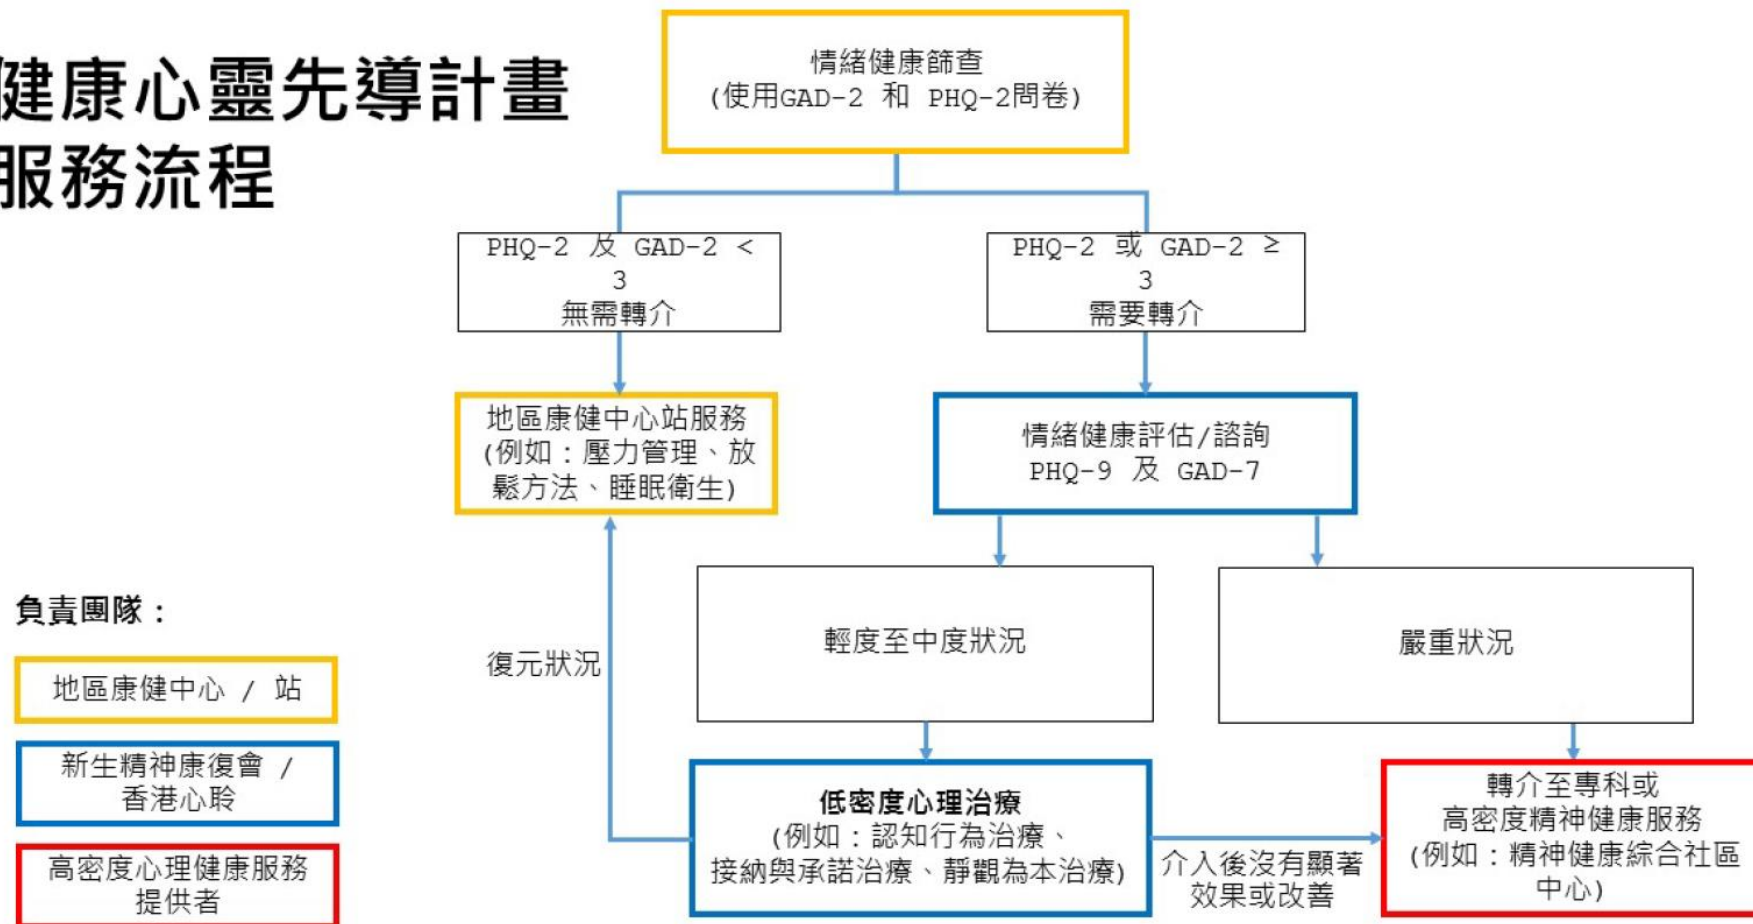 健康心靈先導計畫
服務流程
情緒健康篩查
(使用GAD-2 和 PHQ-2問卷)
PHQ-2 及 GAD-2 <
3
無需轉介
PHQ-2 或 GAD-2 ≥
3
需要轉介
地區康健中心站服務
(例如：壓力管理、放
鬆方法、睡眠衛生)
情緒健康評估/諮詢
PHQ-9 及 GAD-7
輕度至中度狀況
嚴重狀況
復元狀況
低密度心理治療
(例如：認知行為治療、
接納與承諾治療、靜觀為本治療)
介入後沒有顯著
效果或改善
轉介至專科或
高密度精神健康服務
(例如：精神健康綜合社區
中心)
負責團隊：
地區康健中心 / 站
新生精神康復會 /
香港心聆
高密度心理健康服務
提供者